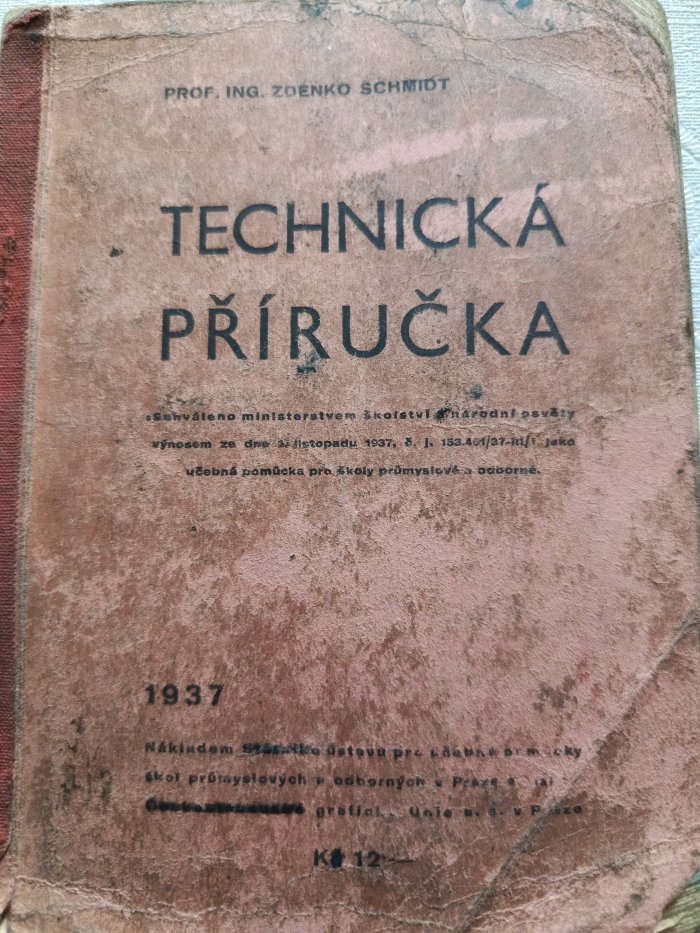 PROF. ING. ZDENKO SCHMIDT
TECHNICKÁ
PŘÍRUČKA
Schváleno ministerstvem školství a národní osvěty
výnosem ze dne listopadu 1937, č. j. jako
učebná pomůcka pro školy průmyslové a odborné.
1937
Nákladem ústavu pro učebné
škol průmyslových a odborných v Praze
Unie a. s. v Praze
Kč 12·—